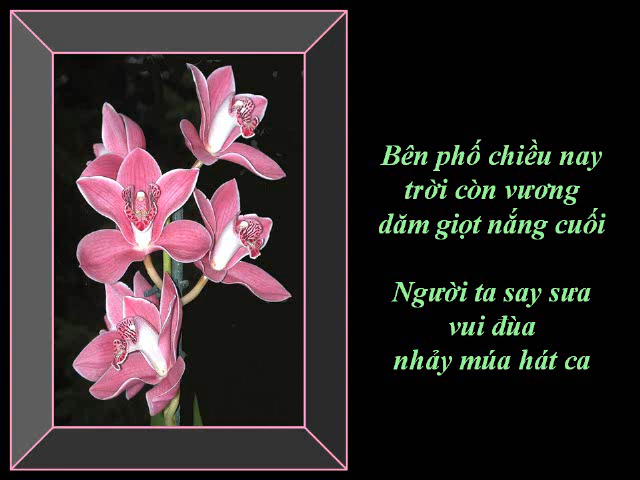 Bên phố chiều nay
trời còn vương
dăm giọt nắng cuối
Người ta say sưa
vui đùa
nhảy múa hát ca